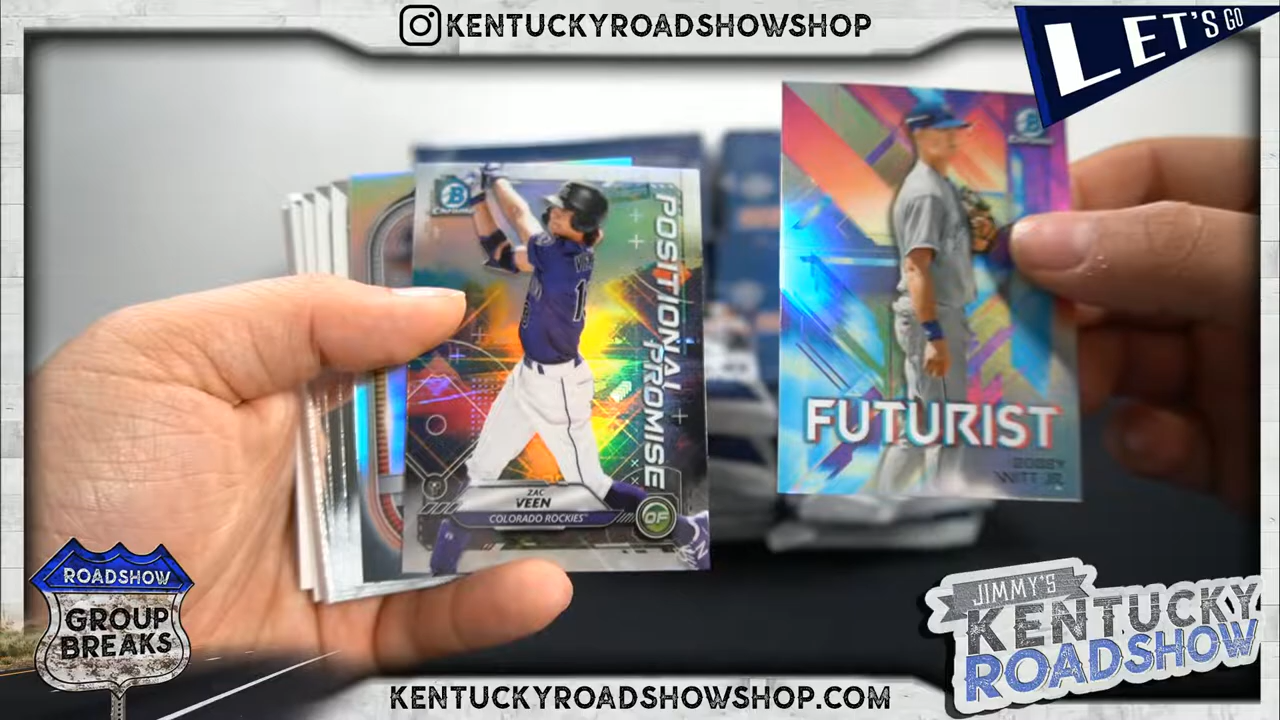 KENTUCKYROADSHOWSHOP
LET'S GO
B
Chrome
POSITIONAL
PROMISE
ZAC
VEEN
COLORADO ROCKIES
OF
FUTURIST
BOBBY
WITT JR.
ROADSHOW
GROUP
BREAKS
JIMMY'S
KENTUCKY
ROADSHOW
KENTUCKYROADSHOWSHOP.COM